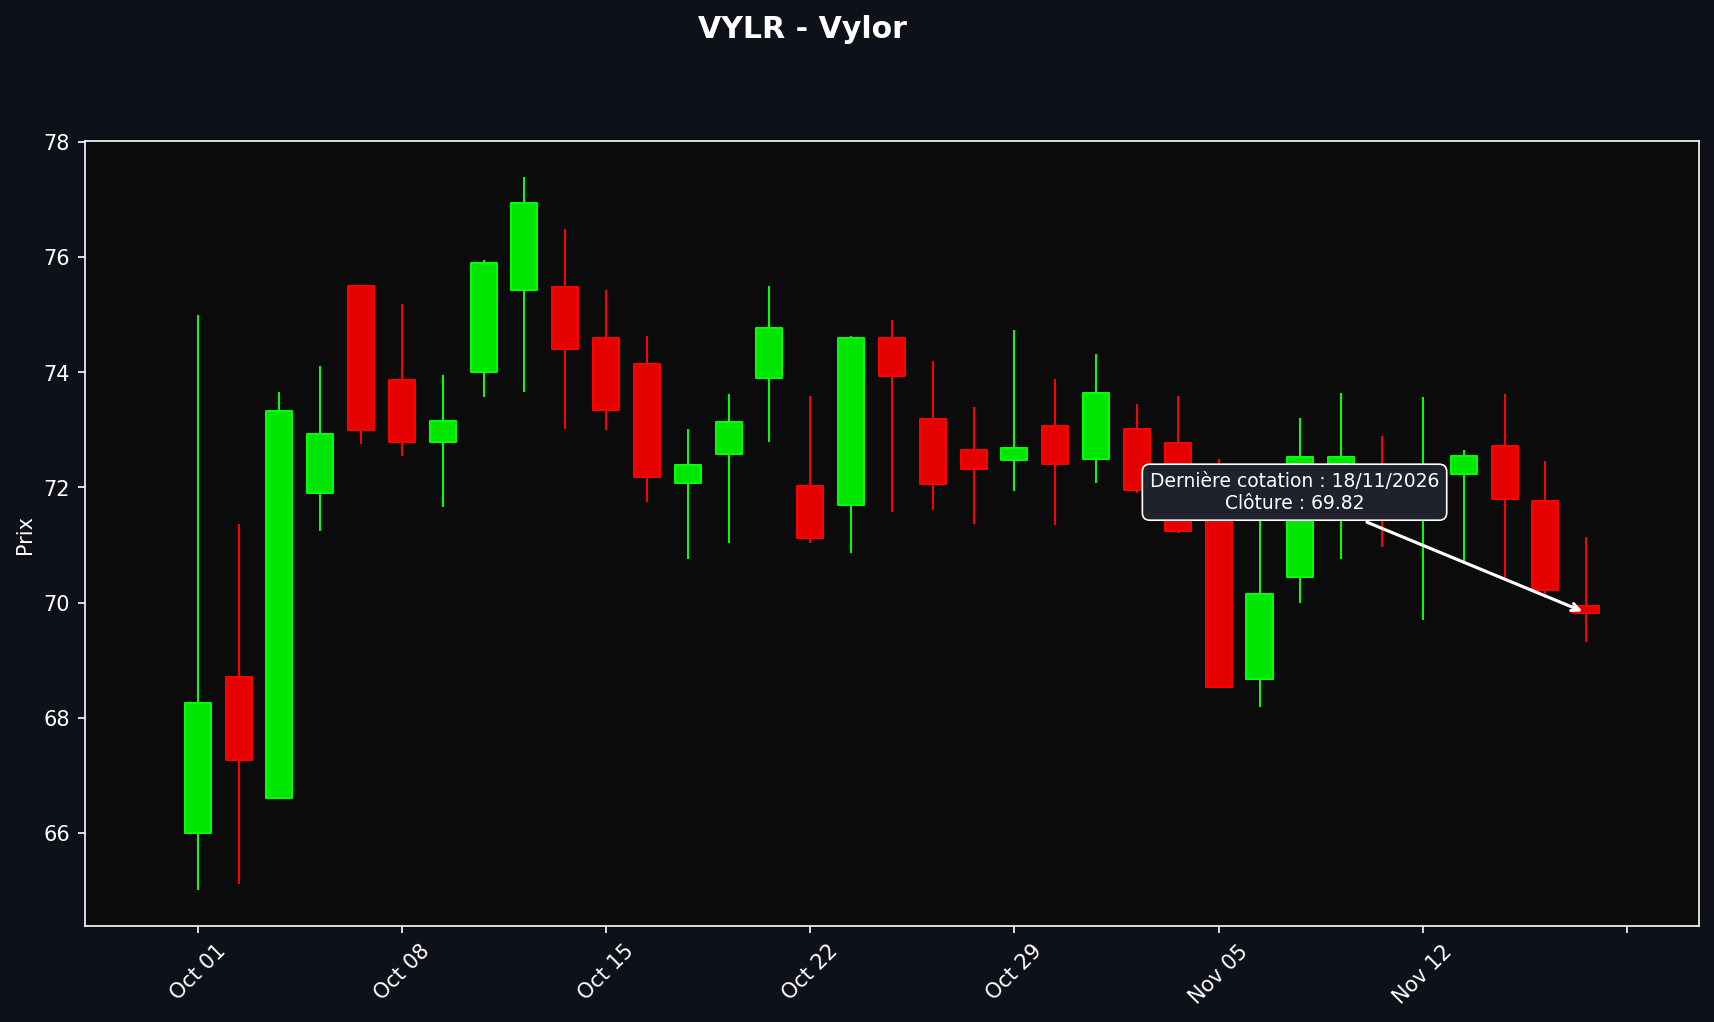 VYLR - Vylor
78
76
74
72
70
68
66
Prix
Dernière cotation : 18/11/2026
Clôture : 69.82
Oct 01
Oct 08
Oct 15
Oct 22
Oct 29
Nov 05
Nov 12